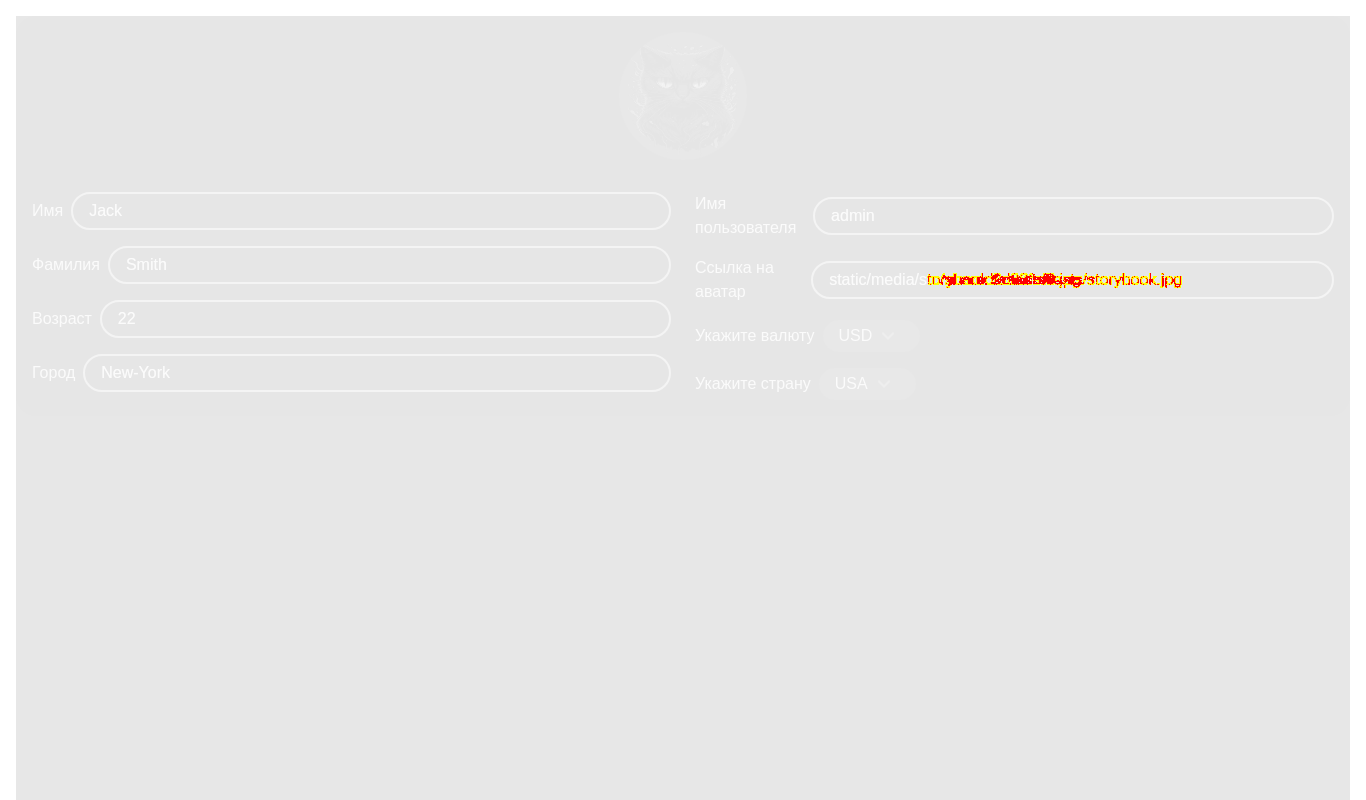 Имя Jack
Фамилия Smith
Возраст 22
Город New-York
Имя
пользователя
admin
Ссылка на
аватар
static/media/s
/storybook.jpg
Укажите валюту USD
Укажите страну USA